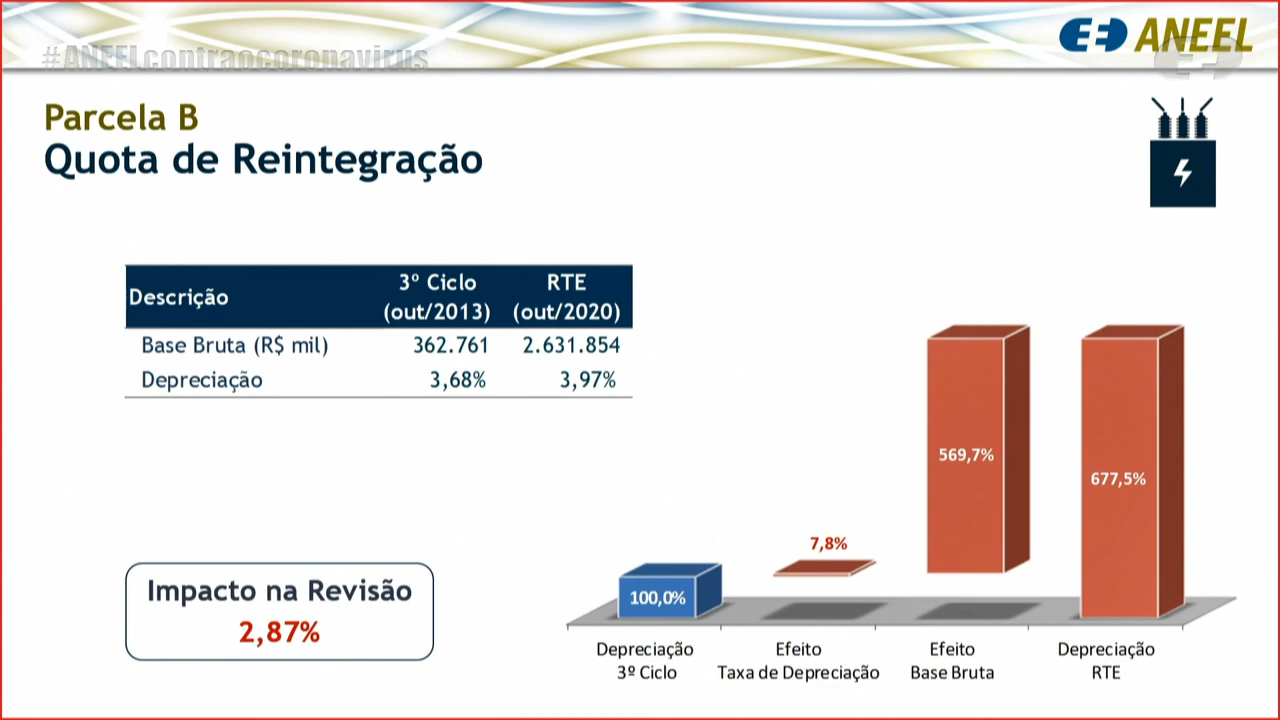 #ANEELcontraocoronavirus
ANEEL
Parcela B
Quota de Reintegração
Descrição
3º Ciclo
(out/2013)
RTE
(out/2020)
Base Bruta (R$ mil) 362.761 2.631.854
Depreciação 3,68% 3,97%
Impacto na Revisão
2,87%
100,0%
7,8%
569,7%
677,5%
Depreciação
3º Ciclo
Efeito
Taxa de Depreciação
Efeito
Base Bruta
Depreciação
RTE